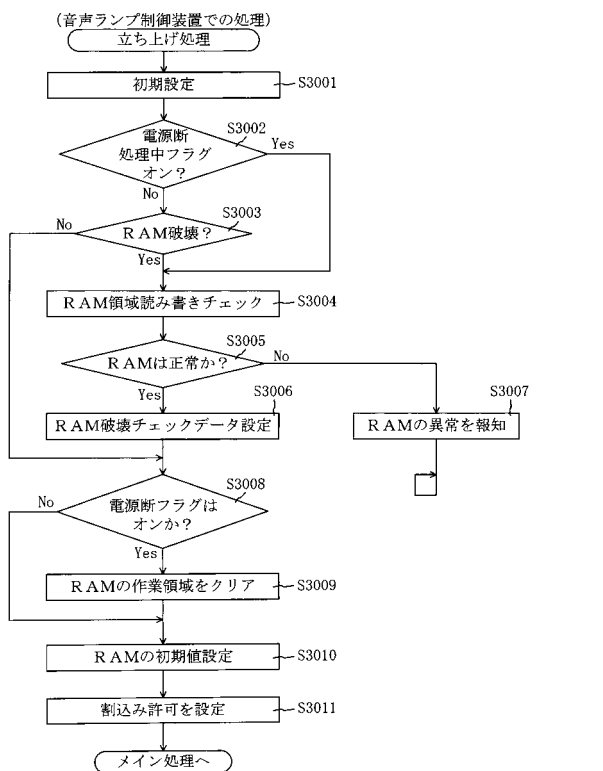 (音声ランプ制御装置での処理)
立ち上げ処理
初期設定
S3001
S3002
電源断
処理中フラグ
オン?
Yes
No
S3003
RAM破壊?
No
Yes
RAM領域読み書きチェック
S3004
S3005
RAMは正常か?
No
Yes
S3006
RAM破壊チェックデータ設定
S3007
RAMの異常を報知
S3008
電源断フラグは
オンか?
No
Yes
RAMの作業領域をクリア
S3009
RAMの初期値設定
S3010
割込み許可を設定
S3011
メイン処理へ